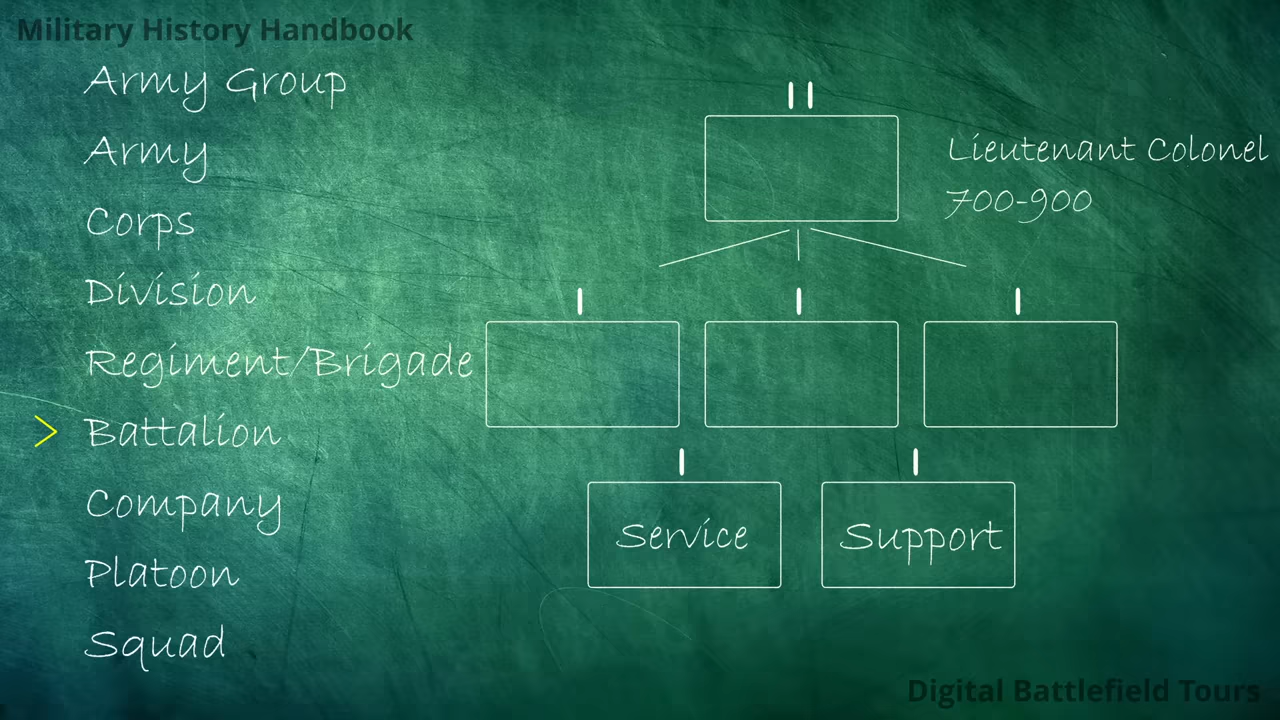 Military History Handbook
Army Group
Army
Corps
Division
Regiment/Brigade
> Battalion
Company
Platoon
Squad
Lieutenant Colonel
700-900
Service
Support
Digital Battlefield Tours